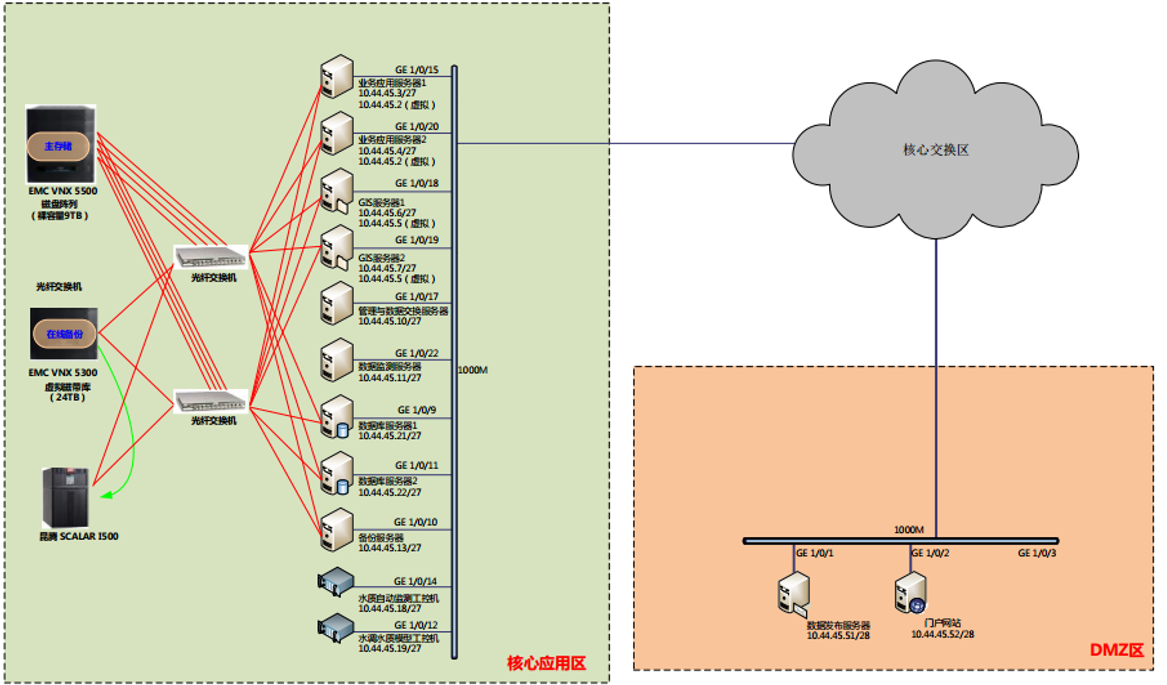 主存储
EMC VNX 5500
磁盘阵列
（裸容量9TB）
光纤交换机
在线备份
EMC VNX 5300
虚拟磁带库
（24TB）
昆腾 SCALAR I500
光纤交换机
光纤交换机
GE 1/0/15
业务应用服务器1
10.44.45.3/27
10.44.45.2（虚拟）
GE 1/0/20
业务应用服务器2
10.44.45.4/27
10.44.45.2（虚拟）
GE 1/0/18
GIS服务器1
10.44.45.6/27
10.44.45.5（虚拟）
GE 1/0/19
GIS服务器2
10.44.45.7/27
10.44.45.5（虚拟）
GE 1/0/17
管理与数据交换服务器
10.44.45.10/27
GE 1/0/22
数据监测服务器
10.44.45.11/27
GE 1/0/9
数据库服务器1
10.44.45.21/27
GE 1/0/11
数据库服务器2
10.44.45.22/27
GE 1/0/10
备份服务器
10.44.45.13/27
GE 1/0/14
水质自动监测工控机
10.44.45.18/27
GE 1/0/12
水调水质模型工控机
10.44.45.19/27
1000M
核心应用区
核心交换区
1000M
GE 1/0/1
GE 1/0/2
GE 1/0/3
数据发布服务器
10.44.45.51/28
门户网站
10.44.45.52/28
DMZ区